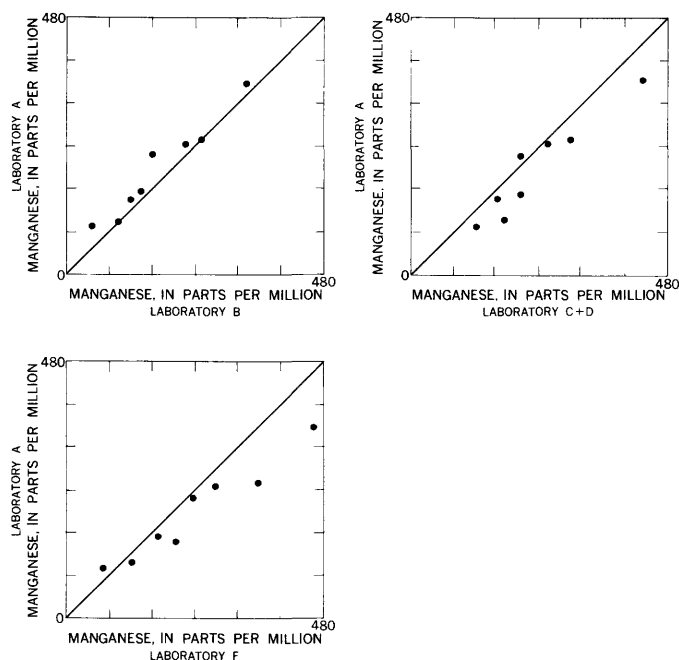 480
LABORATORY A
MANGANESE, IN PARTS PER MILLION
0
480
MANGANESE, IN PARTS PER MILLION
LABORATORY B
480
LABORATORY A
MANGANESE, IN PARTS PER MILLION
0
480
MANGANESE, IN PARTS PER MILLION
LABORATORY C+D
480
LABORATORY A
MANGANESE, IN PARTS PER MILLION
0
480
MANGANESE, IN PARTS PER MILLION
LABORATORY F